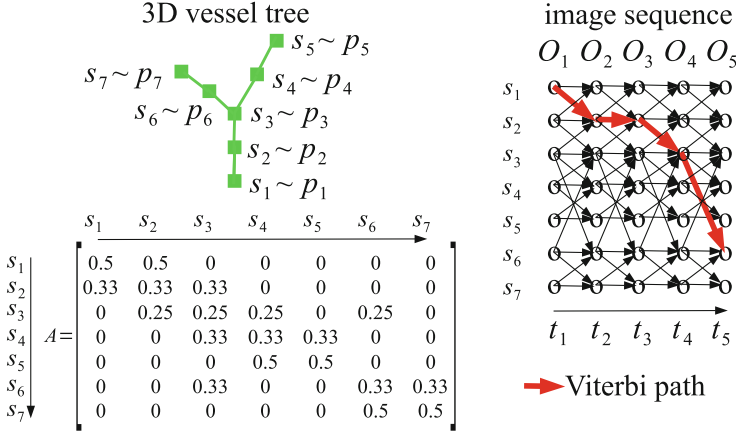 3D vessel tree
s5 ~ p5
s7 ~ p7
s4 ~ p4
s6 ~ p6
s3 ~ p3
s2 ~ p2
s1 ~ p1
s1 s2 s3 s4 s5 s6 s7
s1 0.5 0.5 0 0 0 0 0
s2 0.33 0.33 0.33 0 0 0 0
s3 0 0.25 0.25 0.25 0 0.25 0
s4 A= 0 0 0.33 0.33 0.33 0 0
s5 0 0 0 0.5 0.5 0 0
s6 0 0 0.33 0 0 0.33 0.33
s7 0 0 0 0 0 0.5 0.5
image sequence
O1 O2 O3 O4 O5
s1
s2
s3
s4
s5
s6
s7
t1 t2 t3 t4 t5
Viterbi path